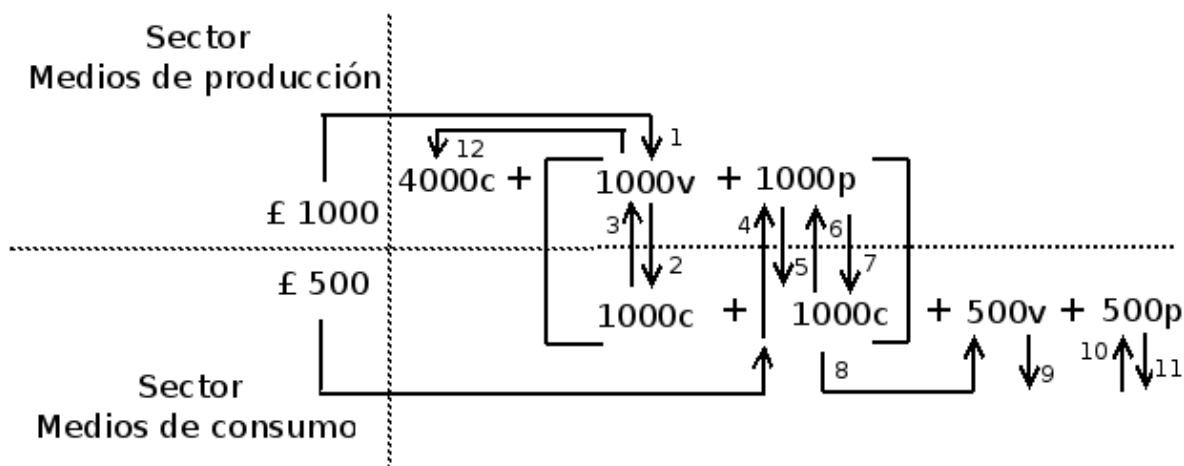 Sector
Medios de producción
12 1
4000c + 1000v + 1000p
£ 1000
3 2 4 5 6 7
£ 500
1000c + 1000c + 500v + 500p
8 9 10 11
Sector
Medios de consumo